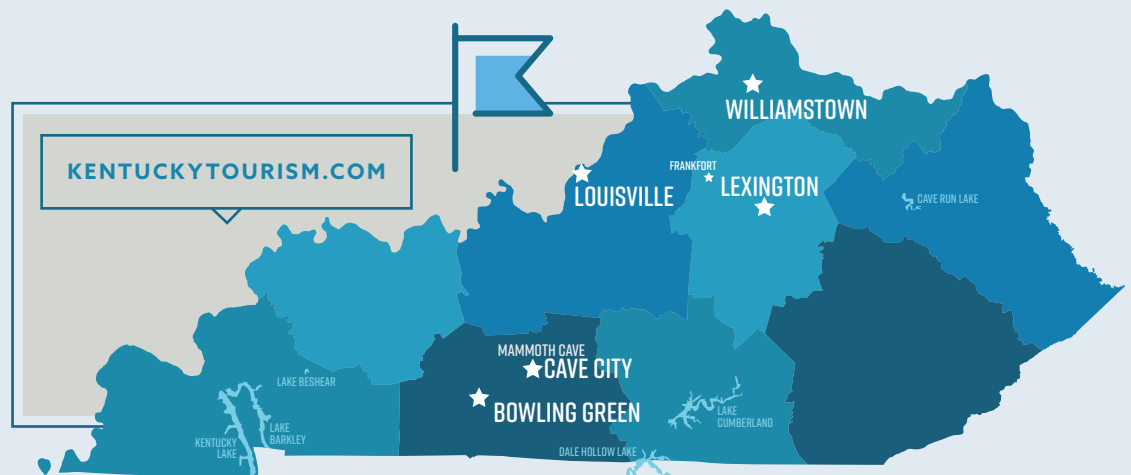 KENTUCKYTOURISM.COM
WILLIAMSTOWN
FRANKFORT
LEXINGTON
LOUISVILLE
CAVE RUN LAKE
MAMMOTH CAVE
CAVE CITY
BOWLING GREEN
LAKE BESHEAR
LAKE
CUMBERLAND
LAKE
BARKLEY
KENTUCKY
LAKE
DALE HOLLOW LAKE